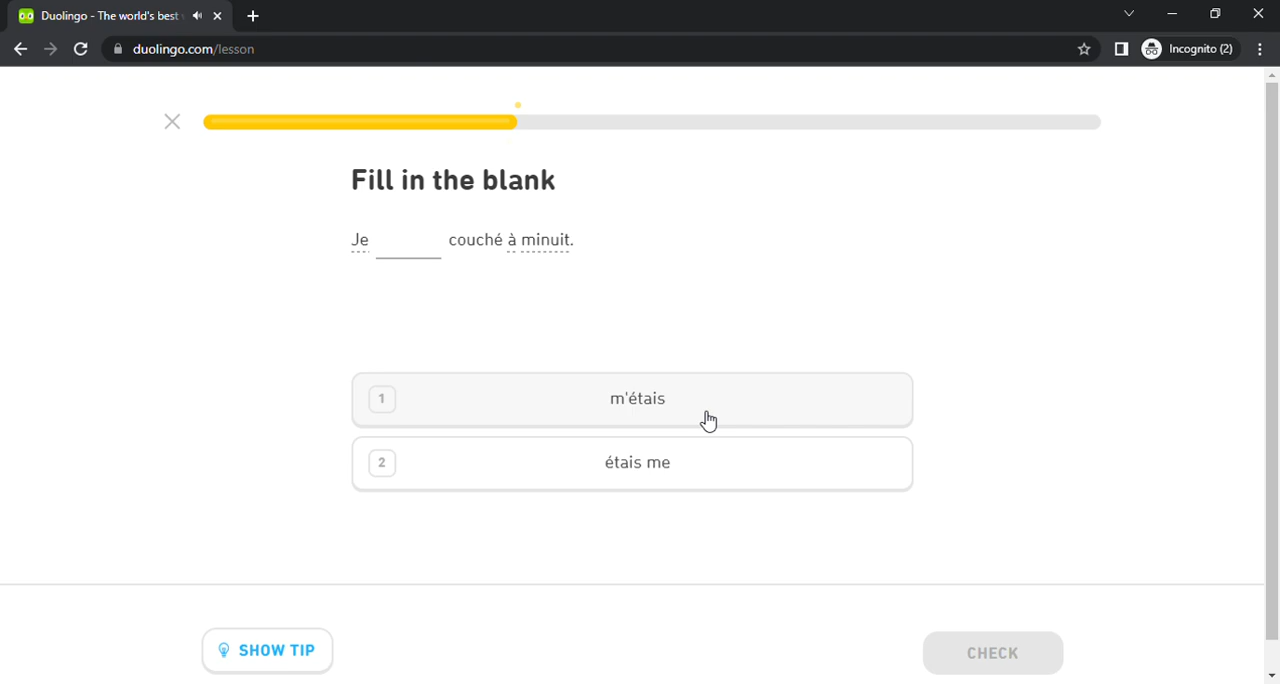 Duolingo - The world's best
duolingo.com/lesson
Incognito (2)
Fill in the blank
Je ______ couché à minuit.
1 m'étais
2 étais me
SHOW TIP
CHECK